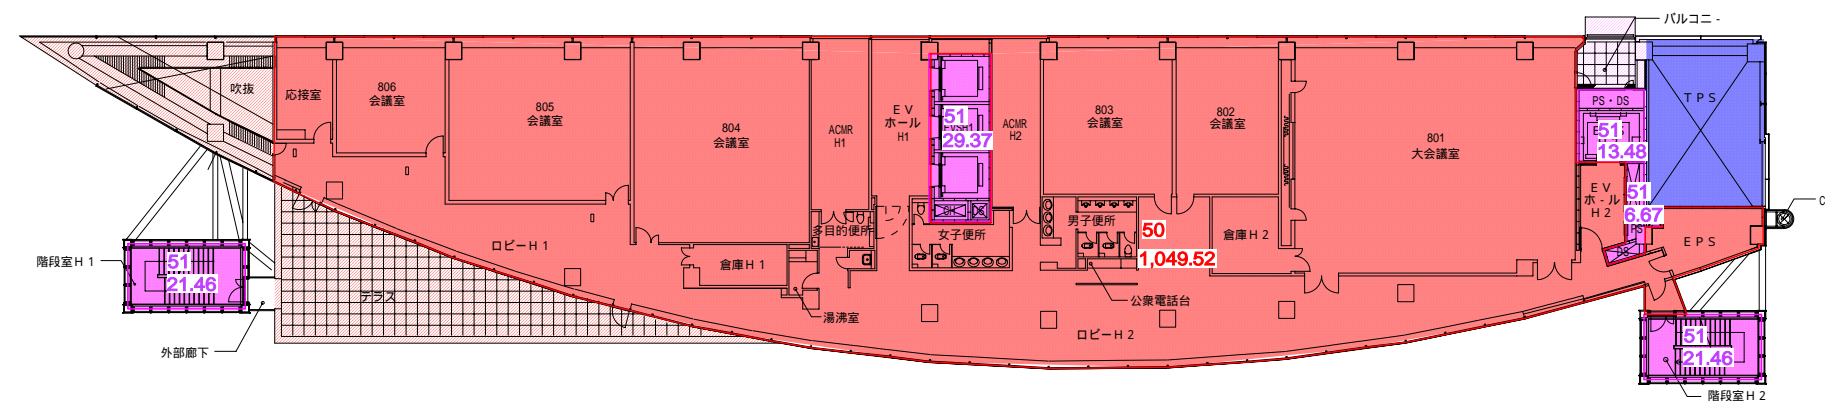 バルコニ -
吹抜
応接室
806
会議室
805
会議室
804
会議室
ACMR
H1
ＥＶ
ホール
H1
51
EVSH1
29.37
ACMR
H2
803
会議室
802
会議室
801
大会議室
PS・DS
51
13.48
ＴＰＳ
ＥＶ
ホ - ル
Ｈ２
51
6.67
PS
DS
ＥＰＳ
C
CH
DS
多目的便所
女子便所
男子便所
50
1,049.52
倉庫Ｈ２
ロビーＨ１
倉庫Ｈ１
階段室Ｈ１
51
21.46
テラス
湯沸室
公衆電話台
ロビーＨ２
外部廊下
51
21.46
階段室Ｈ２